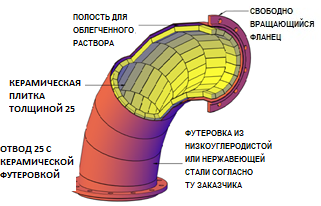 ПОЛОСТЬ ДЛЯ
ОБЛЕГЧЕННОГО
РАСТВОРА
СВОБОДНО
ВРАЩАЮЩИЙСЯ
ФЛАНЕЦ
КЕРАМИЧЕСКАЯ
ПЛИТКА
ТОЛЩИНОЙ 25
ОТВОД 25 С
КЕРАМИЧЕСКОЙ
ФУТЕРОВКОЙ
ФУТЕРОВКА ИЗ
НИЗКОУГЛЕРОДИСТОЙ
ИЛИ НЕРЖАВЕЮЩЕЙ
СТАЛИ СОГЛАСНО
ТУ ЗАКАЗЧИКА